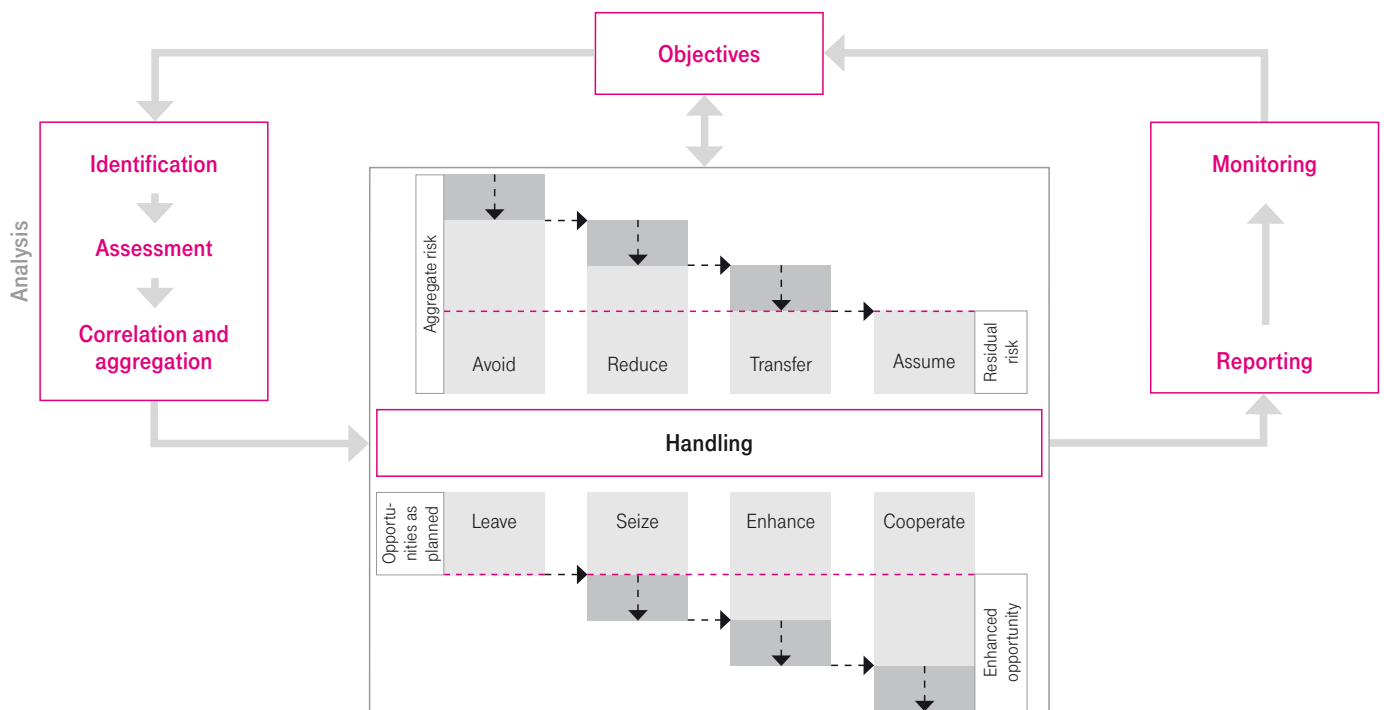 Objectives
Analysis
Identification
Assessment
Correlation and
aggregation
Aggregate risk
Avoid
Reduce
Transfer
Assume
Residual
risk
Handling
Opportu-
nities as
planned
Leave
Seize
Enhance
Cooperate
Enhanced
opportunity
Monitoring
Reporting